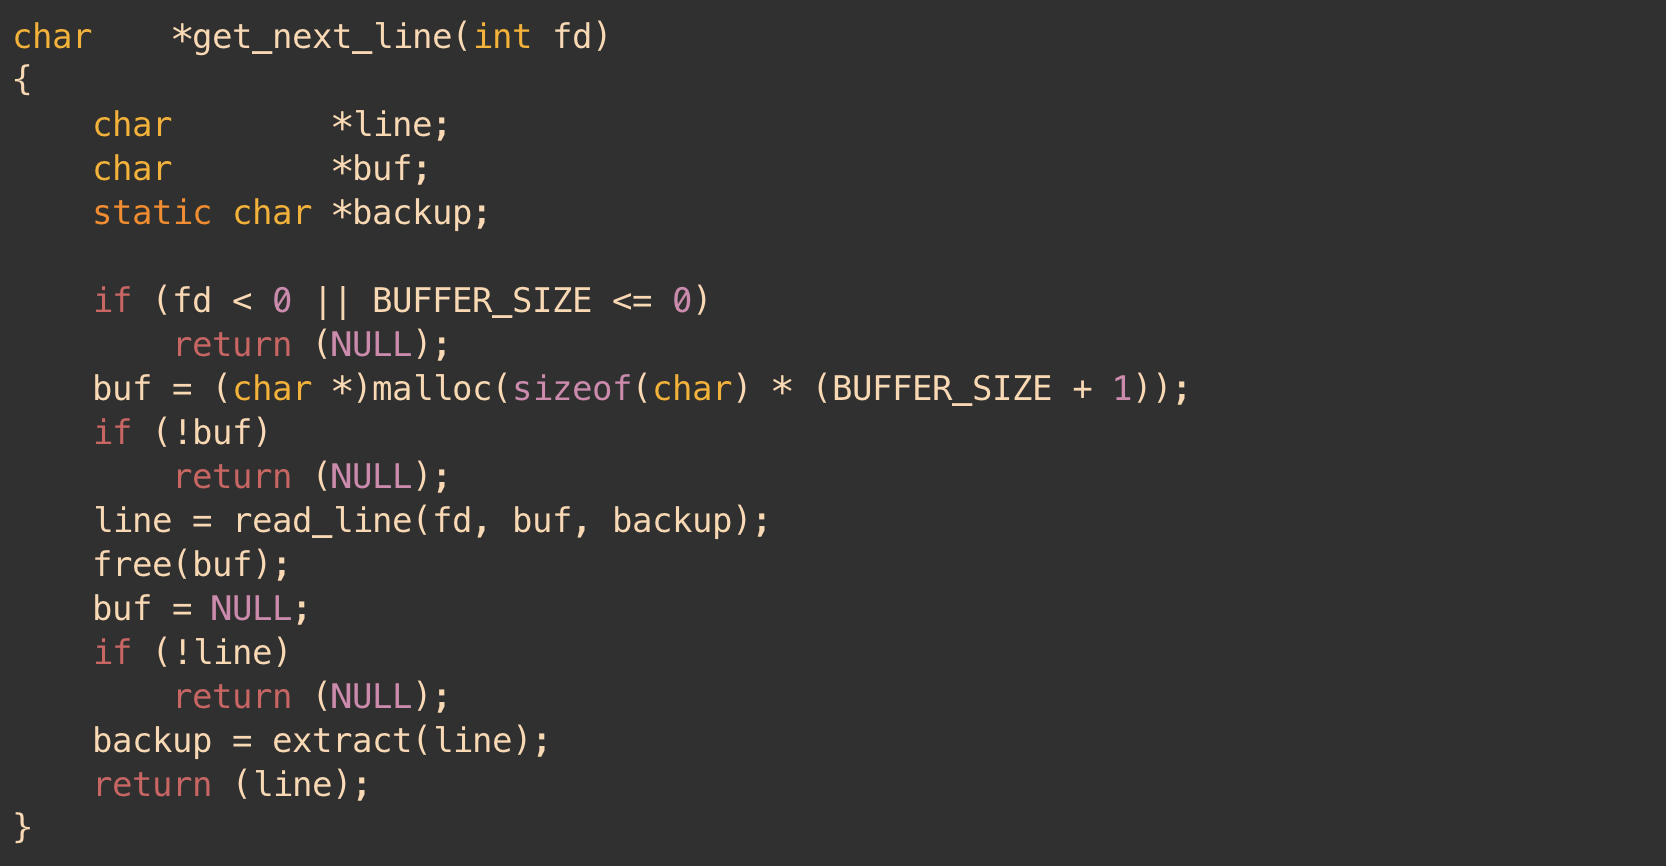 char    *get_next_line(int fd)
{
    char        *line;
    char        *buf;
    static char *backup;

    if (fd < 0 || BUFFER_SIZE <= 0)
        return (NULL);
    buf = (char *)malloc(sizeof(char) * (BUFFER_SIZE + 1));
    if (!buf)
        return (NULL);
    line = read_line(fd, buf, backup);
    free(buf);
    buf = NULL;
    if (!line)
        return (NULL);
    backup = extract(line);
    return (line);
}